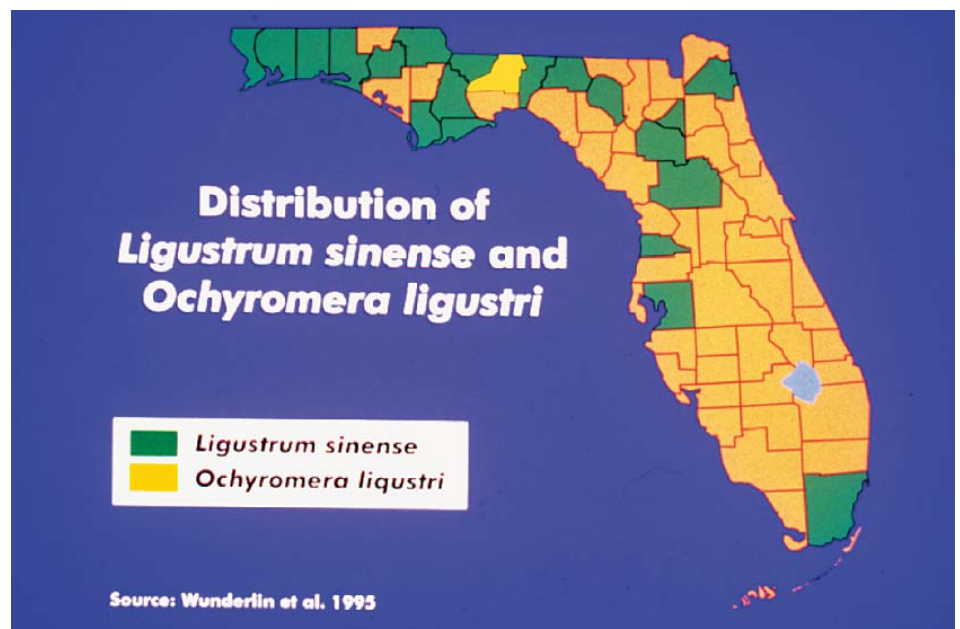 Distribution of
Ligustrum sinense and
Ochyromera ligustri
Ligustrum sinense
Ochyromera liqustri
Source: Wunderlin et al. 1995